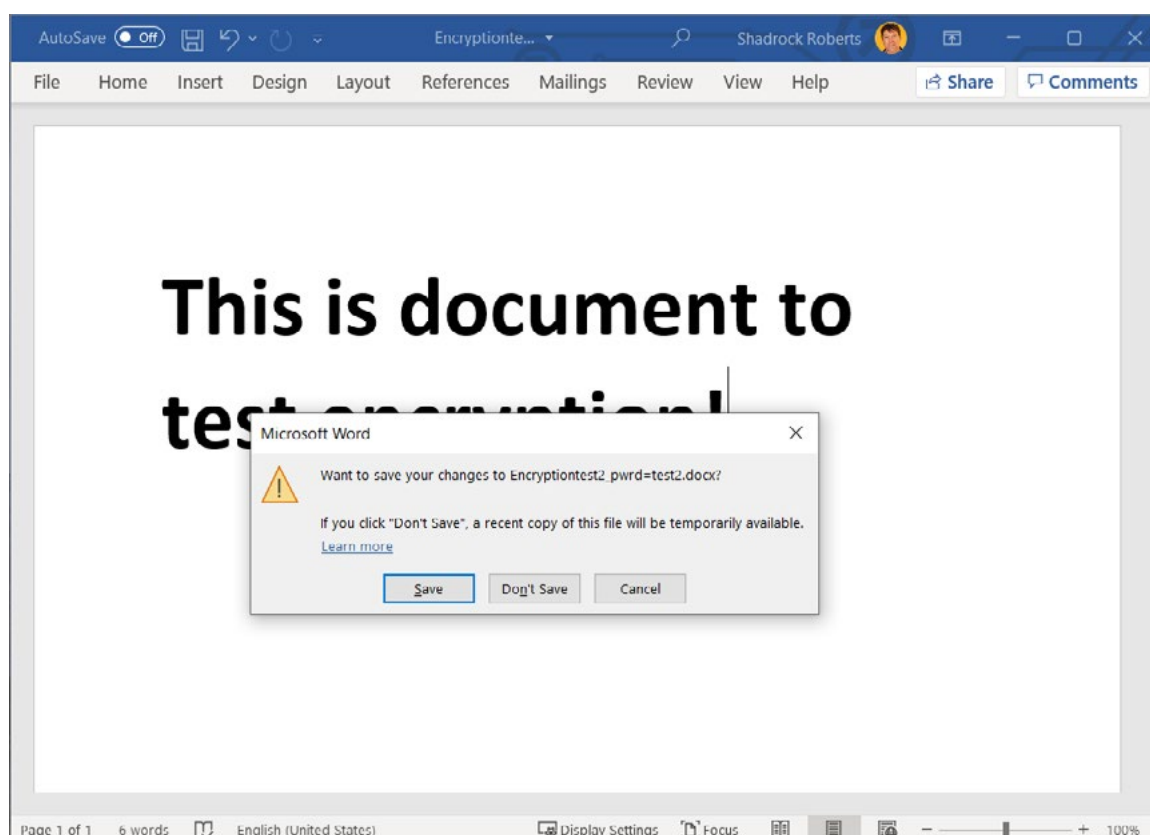 AutoSave Off Encryptionte... Shadrock Roberts
File Home Insert Design Layout References Mailings Review View Help Share Comments
This is document to
test encryption!
Microsoft Word
Want to save your changes to Encryptiontest2_pwrd=test2.docx?
If you click "Don't Save", a recent copy of this file will be temporarily available.
Learn more
Save Don't Save Cancel
Page 1 of 1 6 words English (United States) Display Settings Focus 100%